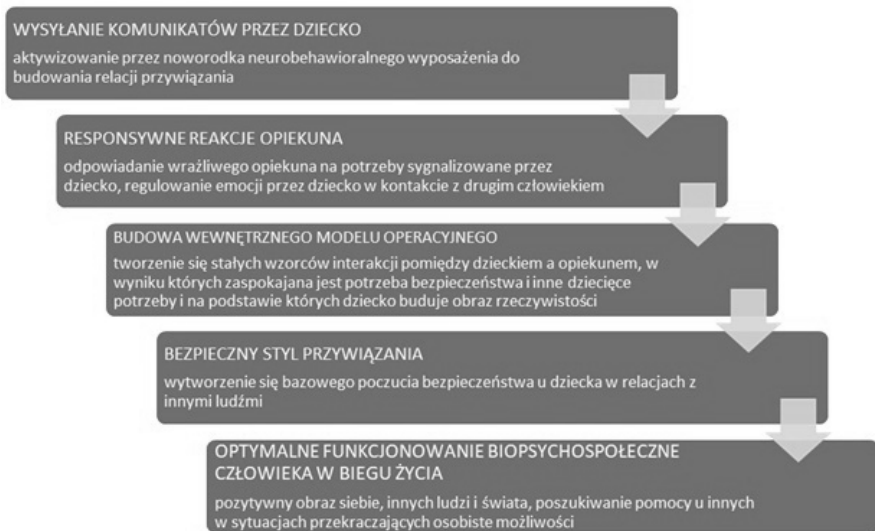 WYSYŁANIE KOMUNIKATÓW PRZEZ DZIECKO
aktywizowanie przez noworodka neurobehawioralnego wyposażenia do
budowania relacji przywiązania
RESPONSYWNE REAKCJE OPIEKUNA
odpowiadanie wrażliwego opiekuna na potrzeby sygnalizowane przez
dziecko, regulowanie emocji przez dziecko w kontakcie z drugim człowiekiem
BUDOWA WEWNĘTRZNEGO MODELU OPERACYJNEGO
tworzenie się stałych wzorców interakcji pomiędzy dzieckiem a opiekunem, w
wyniku których zaspokajana jest potrzeba bezpieczeństwa i inne dziecięce
potrzeby i na podstawie których dziecko buduje obraz rzeczywistości
BEZPIECZNY STYL PRZYWIĄZANIA
wytworzenie się bazowego poczucia bezpieczeństwa u dziecka w relacjach z
innymi ludźmi
OPTYMALNE FUNKCJONOWANIE BIOPSYCHOSPOŁECZNE
CZŁOWIEKA W BIEGU ŻYCIA
pozytywny obraz siebie, innych ludzi i świata, poszukiwanie pomocy u innych
w sytuacjach przekraczających osobiste możliwości